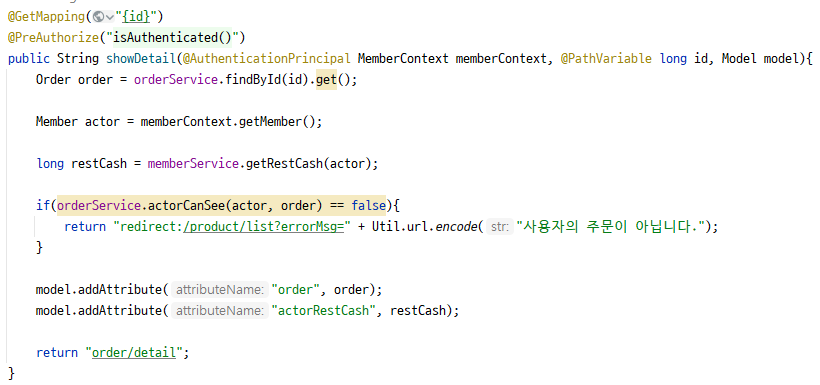 @GetMapping("{id}")
@PreAuthorize("isAuthenticated()")
public String showDetail(@AuthenticationPrincipal MemberContext memberContext, @PathVariable long id, Model model){
    Order order = orderService.findById(id).get();
    Member actor = memberContext.getMember();
    long restCash = memberService.getRestCash(actor);
    if(orderService.actorCanSee(actor, order) == false){
        return "redirect:/product/list?errorMsg=" + Util.url.encode( str: "사용자의 주문이 아닙니다.");
    }
    model.addAttribute( attributeName: "order", order);
    model.addAttribute( attributeName: "actorRestCash", restCash);
    return "order/detail";
}